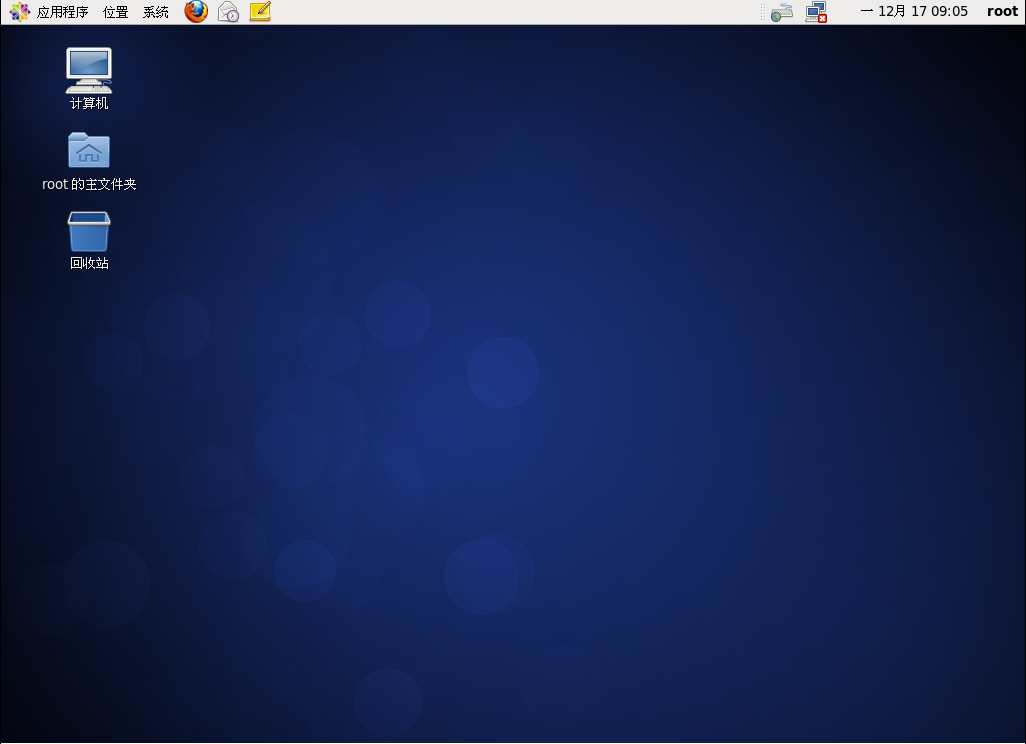 应用程序 位置 系统 一 12月 17 09:05 root
计算机
root 的主文件夹
回收站